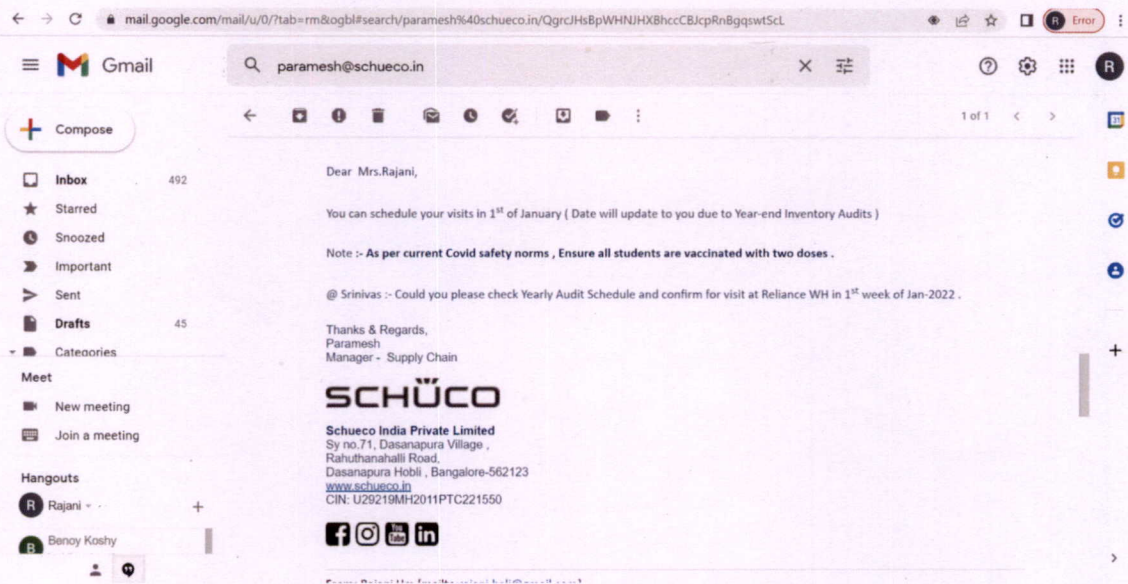 mail.google.com/mail/u/0/?tab=rm&ogbl#search/paramesh%40schueco.in/QgrcJHsBpWHNJHXBhccCBJcpRnBgqswtScL
R Error
Gmail
paramesh@schueco.in
R
Compose
1 of 1
31
Inbox 492
Starred
Snoozed
Important
Sent
Drafts 45
Categories
Meet
New meeting
Join a meeting
Hangouts
R Rajani
B Benoy Koshy
Dear Mrs.Rajani,
You can schedule your visits in 1st of January ( Date will update to you due to Year-end Inventory Audits )
Note :- As per current Covid safety norms , Ensure all students are vaccinated with two doses .
@ Srinivas :- Could you please check Yearly Audit Schedule and confirm for visit at Reliance WH in 1st week of Jan-2022 .
Thanks & Regards,
Paramesh
Manager - Supply Chain
SCHÜCO
Schueco India Private Limited
Sy no.71, Dasanapura Village ,
Rahuthanahalli Road,
Dasanapura Hobli , Bangalore-562123
www.schueco.in
CIN: U29219MH2011PTC221550
You Tube